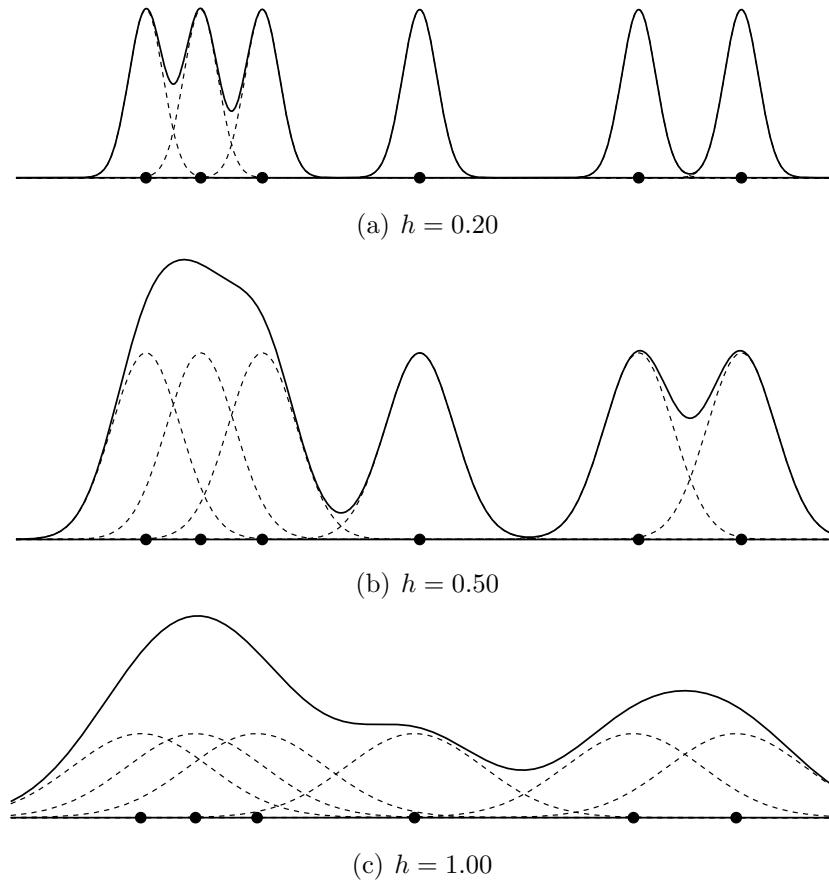 (a) h = 0.20
(b) h = 0.50
(c) h = 1.00